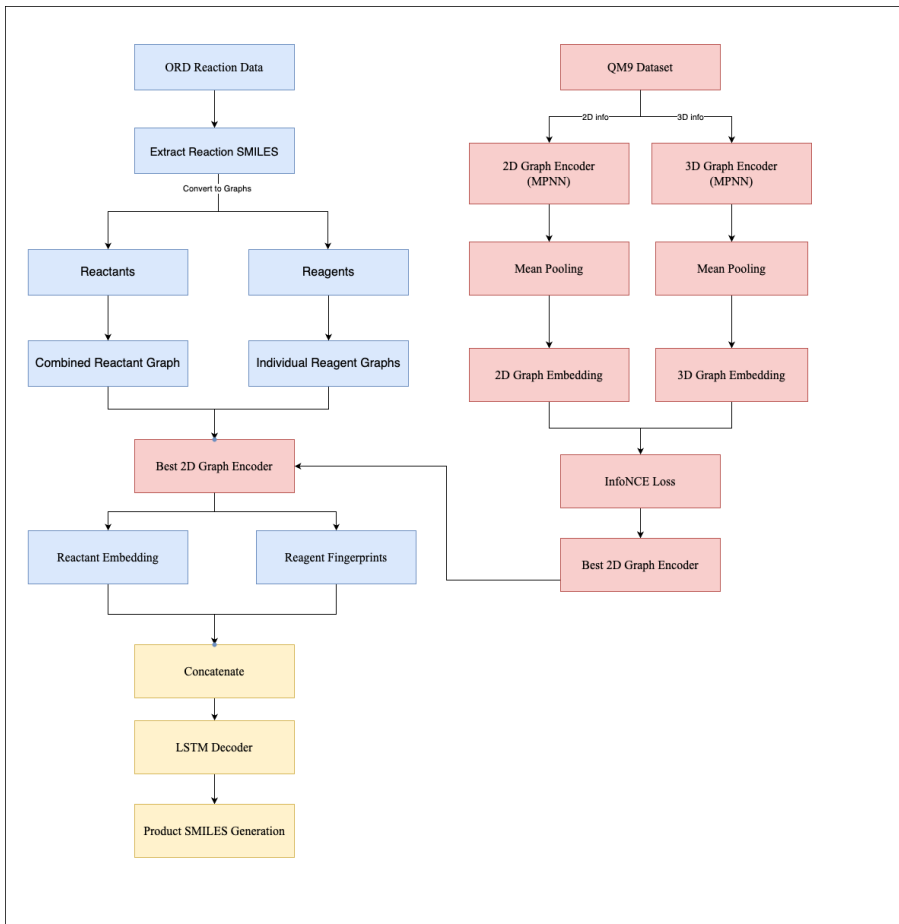 ORD Reaction Data
Extract Reaction SMILES
Convert to Graphs
Reactants
Reagents
Combined Reactant Graph
Individual Reagent Graphs
Best 2D Graph Encoder
Reactant Embedding
Reagent Fingerprints
Concatenate
LSTM Decoder
Product SMILES Generation
QM9 Dataset
2D info
3D info
2D Graph Encoder
(MPNN)
3D Graph Encoder
(MPNN)
Mean Pooling
Mean Pooling
2D Graph Embedding
3D Graph Embedding
InfoNCE Loss
Best 2D Graph Encoder